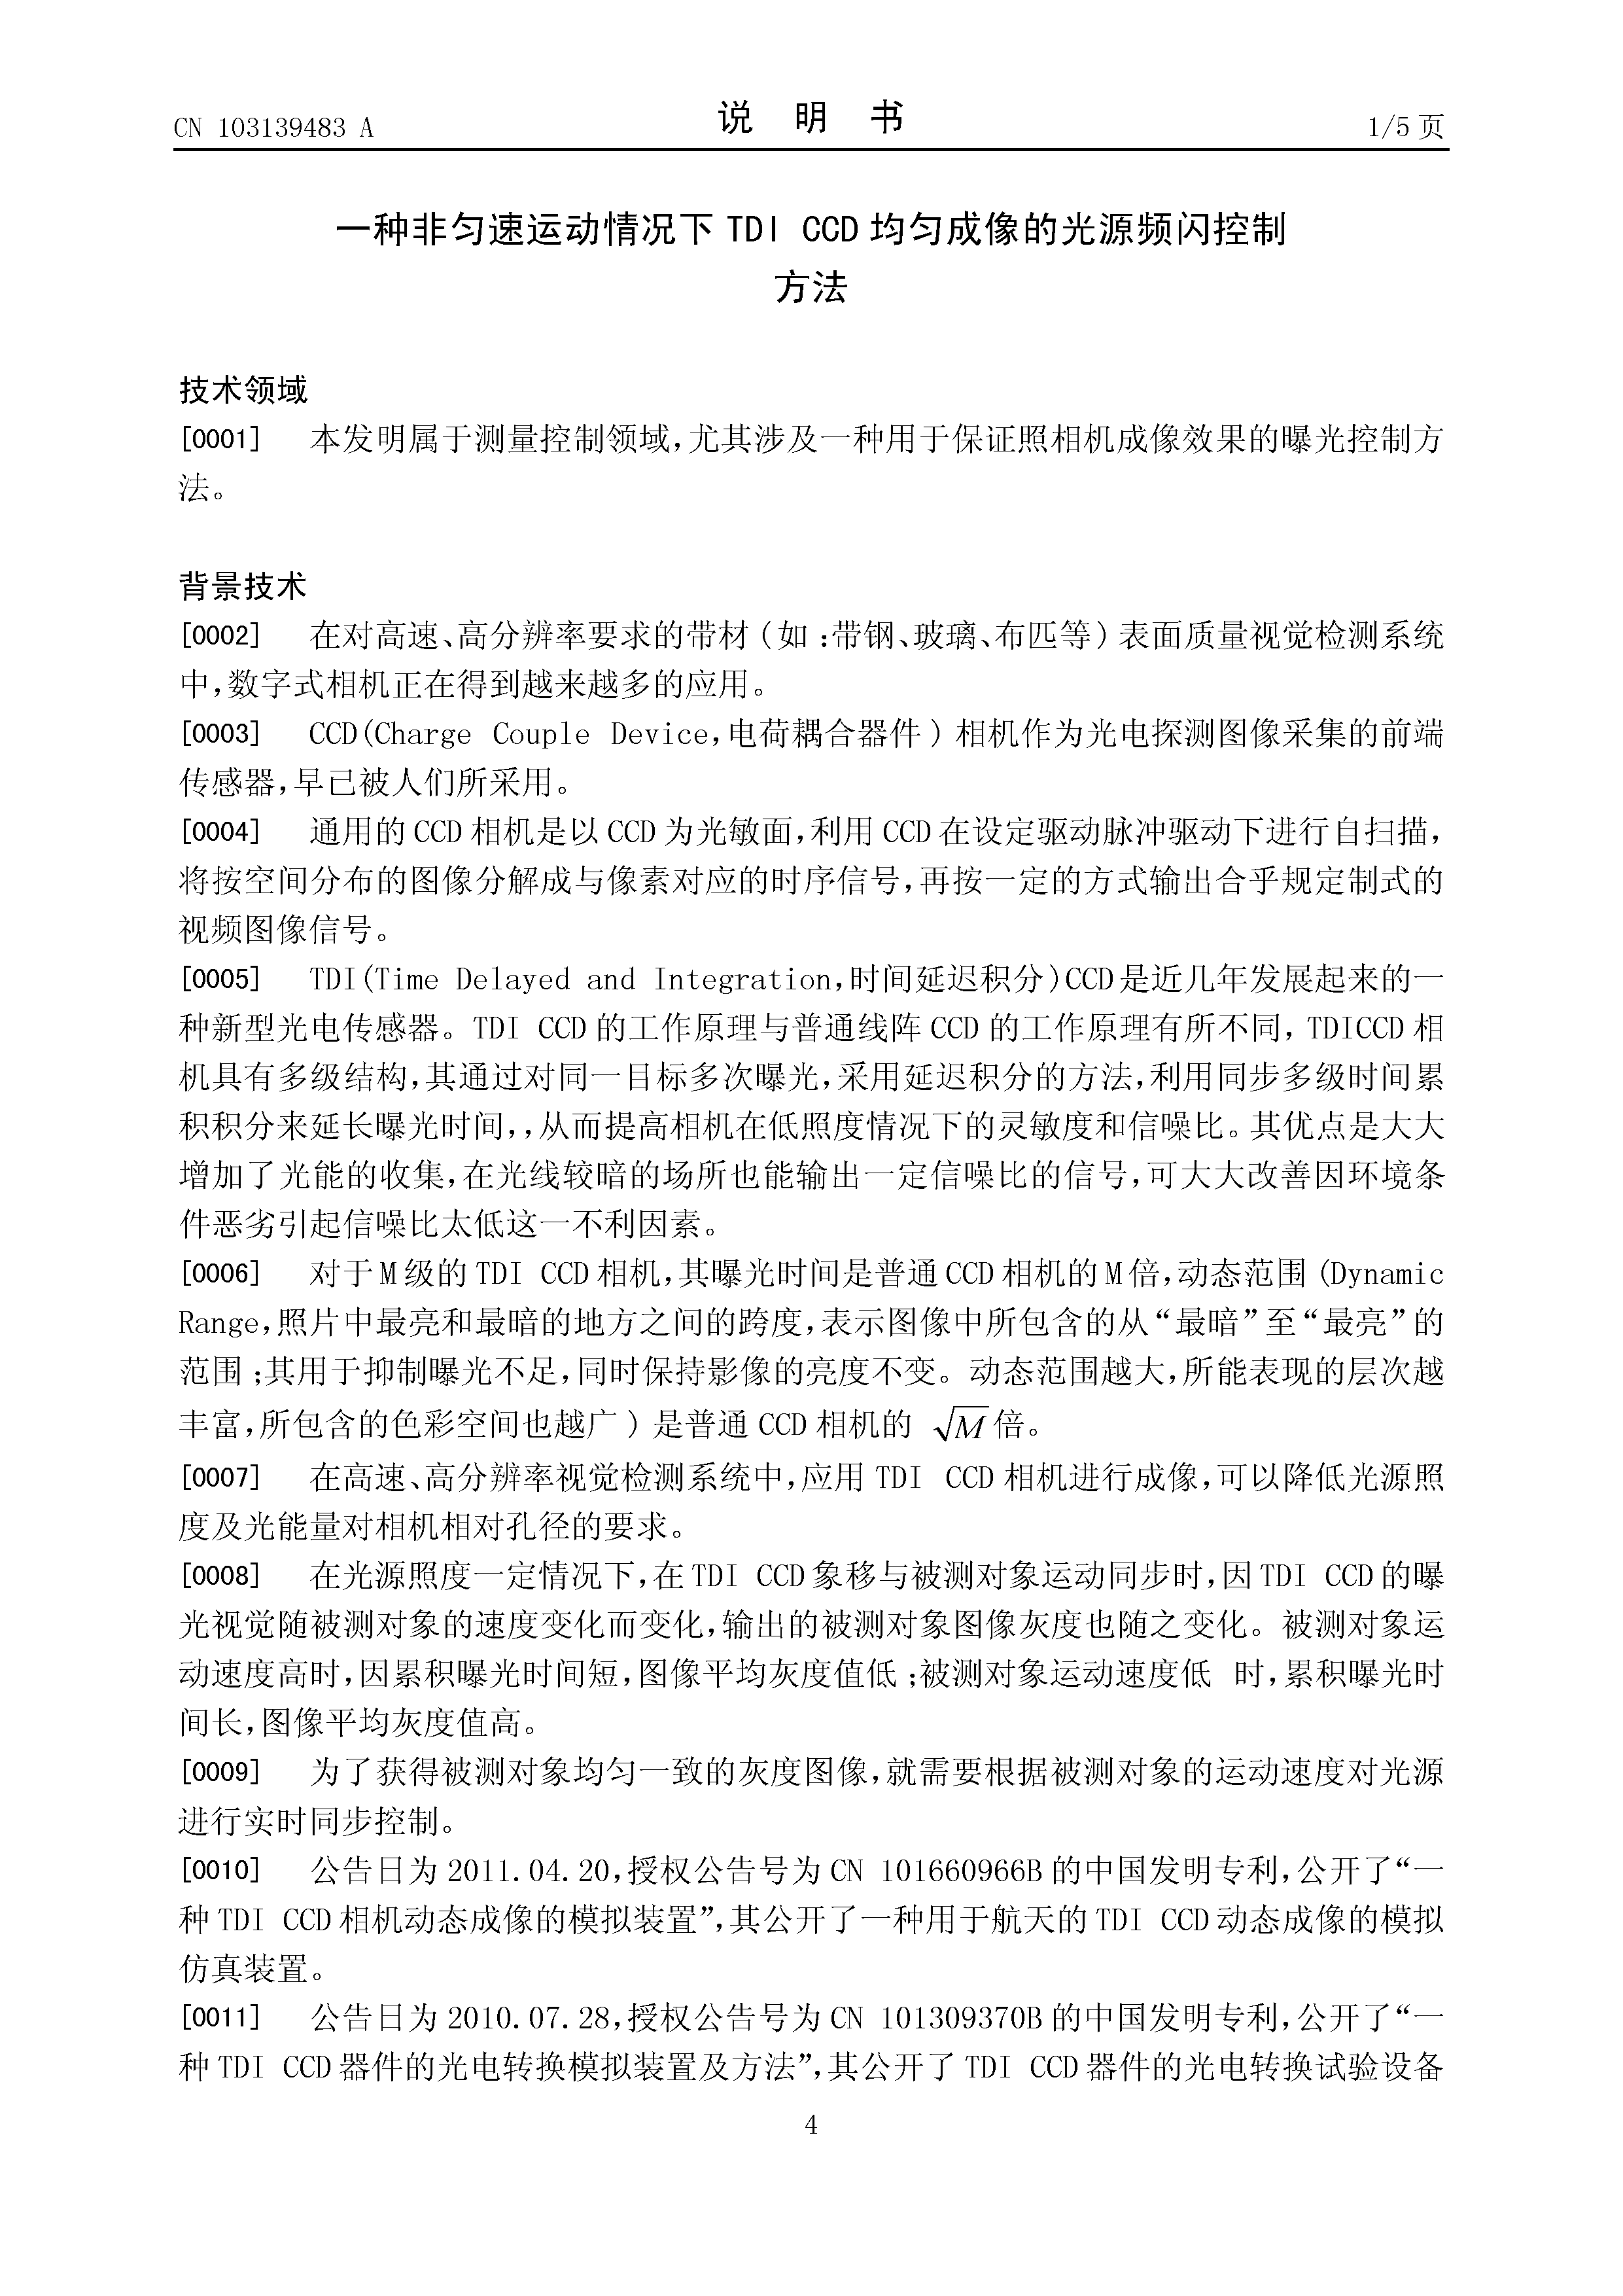 CN 103139483 A
说 明 书
1/5 页
一种非匀速运动情况下 TDI CCD 均匀成像的光源频闪控制
方法
技术领域
[0001] 本发明属于测量控制领域,尤其涉及一种用于保证照相机成像效果的曝光控制方
法。
背景技术
[0002] 在对高速、高分辨率要求的带材(如:带钢、玻璃、布匹等)表面质量视觉检测系统
中,数字式相机正在得到越来越多的应用。
[0003] CCD(Charge Couple Device,电荷耦合器件)相机作为光电探测图像采集的前端
传感器,早已被人们所采用。
[0004] 通用的 CCD 相机是以 CCD 为光敏面,利用 CCD 在设定驱动脉冲驱动下进行自扫描,
将按空间分布的图像分解成与像素对应的时序信号,再按一定的方式输出合乎规定制式的
视频图像信号。
[0005] TDI(Time Delayed and Integration,时间延迟积分)CCD是近几年发展起来的一
种新型光电传感器。TDI CCD 的工作原理与普通线阵 CCD 的工作原理有所不同, TDICCD 相
机具有多级结构,其通过对同一目标多次曝光,采用延迟积分的方法,利用同步多级时间累
积积分来延长曝光时间,,从而提高相机在低照度情况下的灵敏度和信噪比。其优点是大大
增加了光能的收集,在光线较暗的场所也能输出一定信噪比的信号,可大大改善因环境条
件恶劣引起信噪比太低这一不利因素。
[0006] 对于 M 级的 TDI CCD 相机,其曝光时间是普通 CCD 相机的 M 倍,动态范围 (Dynamic
Range,照片中最亮和最暗的地方之间的跨度,表示图像中所包含的从“最暗”至“最亮”的
范围;其用于抑制曝光不足,同时保持影像的亮度不变。动态范围越大,所能表现的层次越
丰富,所包含的色彩空间也越广)是普通 CCD 相机的 √M 倍。
[0007] 在高速、高分辨率视觉检测系统中,应用 TDI CCD 相机进行成像,可以降低光源照
度及光能量对相机相对孔径的要求。
[0008] 在光源照度一定情况下,在 TDI CCD 象移与被测对象运动同步时,因 TDI CCD 的曝
光视觉随被测对象的速度变化而变化,输出的被测对象图像灰度也随之变化。被测对象运
动速度高时,因累积曝光时间短,图像平均灰度值低;被测对象运动速度低 时,累积曝光时
间长,图像平均灰度值高。
[0009] 为了获得被测对象均匀一致的灰度图像,就需要根据被测对象的运动速度对光源
进行实时同步控制。
[0010] 公告日为 2011.04.20,授权公告号为 CN 101660966B 的中国发明专利,公开了“一
种 TDI CCD 相机动态成像的模拟装置”,其公开了一种用于航天的 TDI CCD 动态成像的模拟
仿真装置。
[0011] 公告日为 2010.07.28,授权公告号为 CN 101309370B 的中国发明专利,公开了“一
种 TDI CCD 器件的光电转换模拟装置及方法”,其公开了 TDI CCD 器件的光电转换试验设备
4